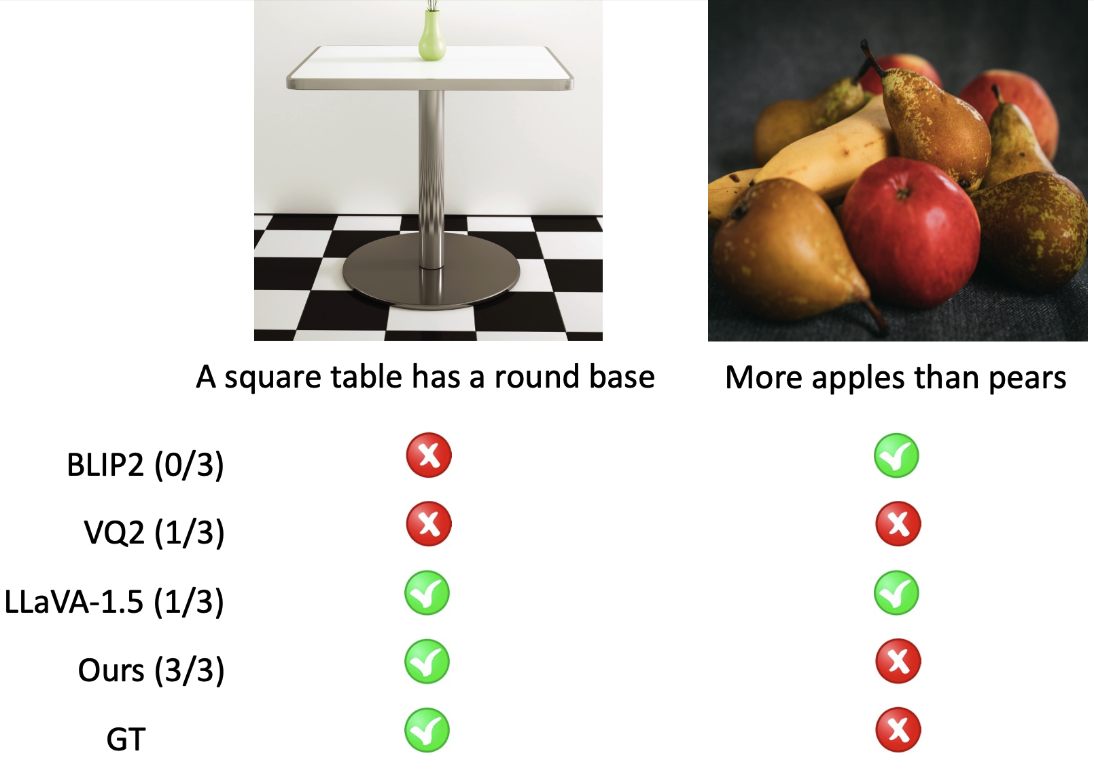 A square table has a round base
More apples than pears
BLIP2 (0/3)
VQ2 (1/3)
LLaVA-1.5 (1/3)
Ours (3/3)
GT